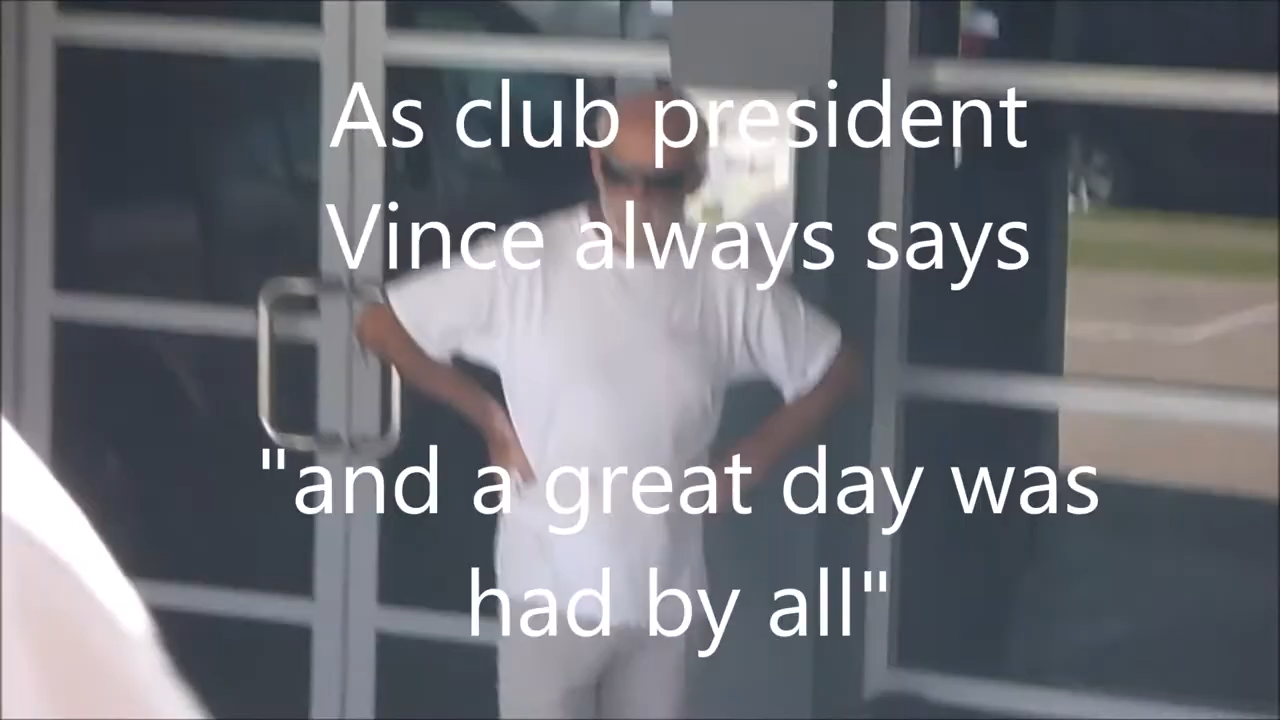 As club president
Vince always says
"and a great day was
had by all"